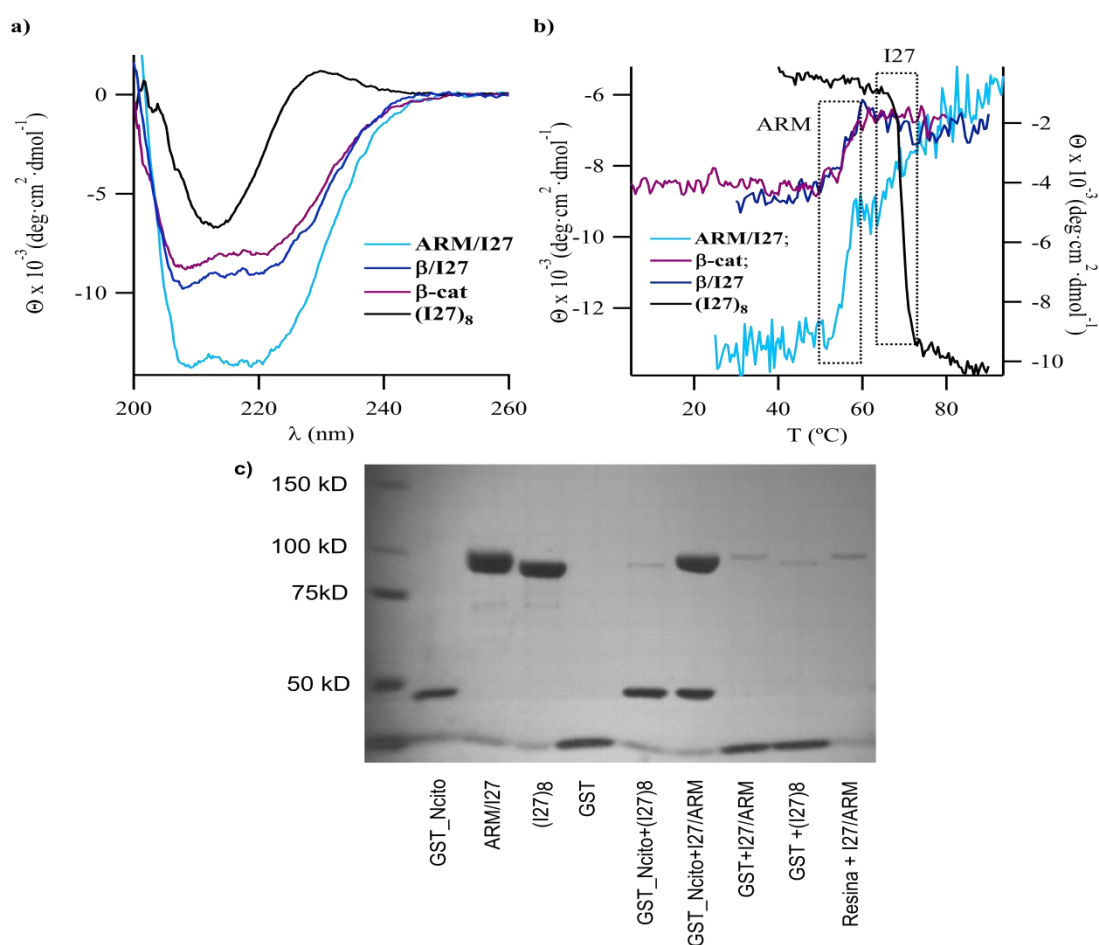 a)
0
-5
-10
Θ x 10⁻³ (deg·cm²·dmol⁻¹)
ARM/I27
β/I27
β-cat
(I27)₈
200
220
240
260
λ (nm)
b)
I27
ARM
-6
-8
-10
-12
Θ x 10⁻³ (deg·cm²·dmol⁻¹)
ARM/I27;
β-cat;
β/I27
(I27)₈
-2
-4
-6
-8
-10
Θ x 10⁻³ (deg·cm²·dmol⁻¹)
20
40
60
80
T (ºC)
c)
150 kD
100 kD
75kD
50 kD
GST_Ncito
ARM/I27
(I27)8
GST
GST_Ncito+(I27)8
GST_Ncito+I27/ARM
GST+I27/ARM
GST +(I27)8
Resina + I27/ARM